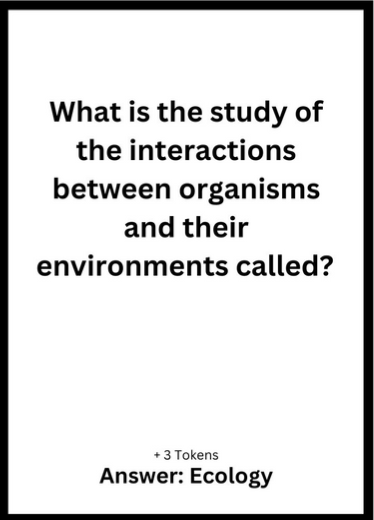 What is the study of
the interactions
between organisms
and their
environments called?
+ 3 Tokens
Answer: Ecology